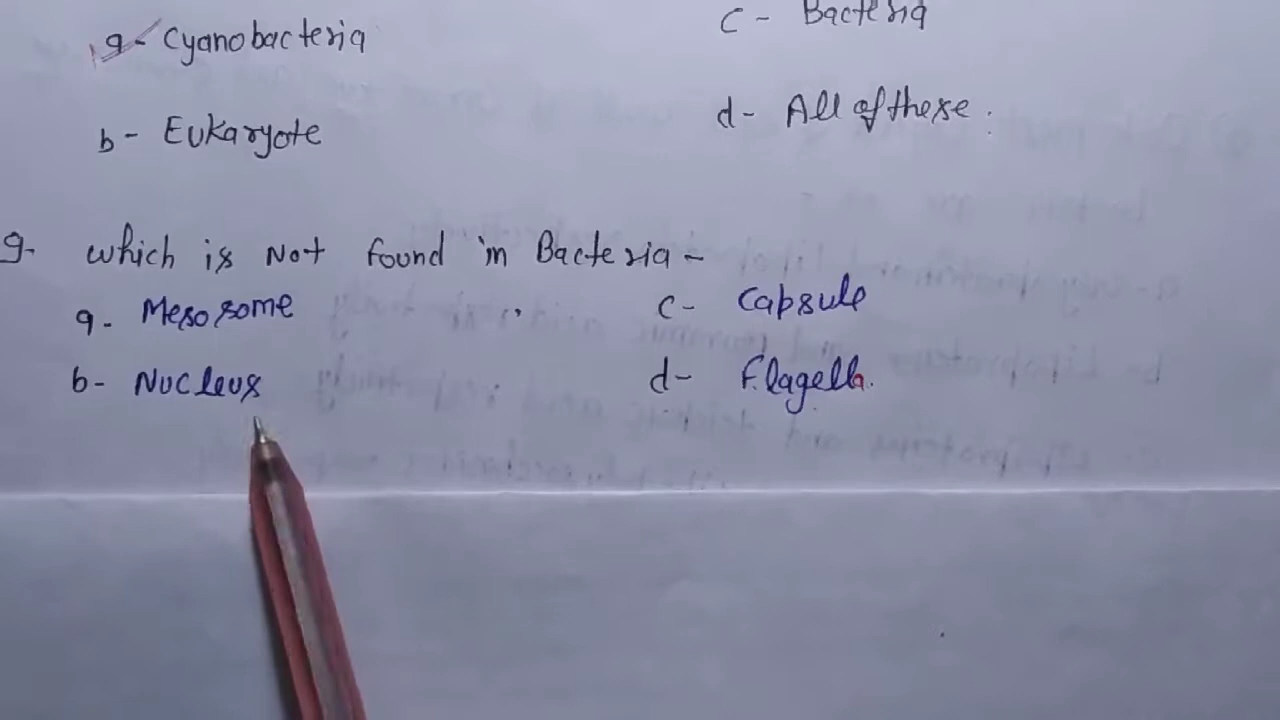 a- Cyanobacteria
c- Bacteria
b- Eukaryote
d- All of these.
9. which is Not found in Bacteria-
a- Mesosome
c- Capsule
b- Nucleus
d- Flagella.